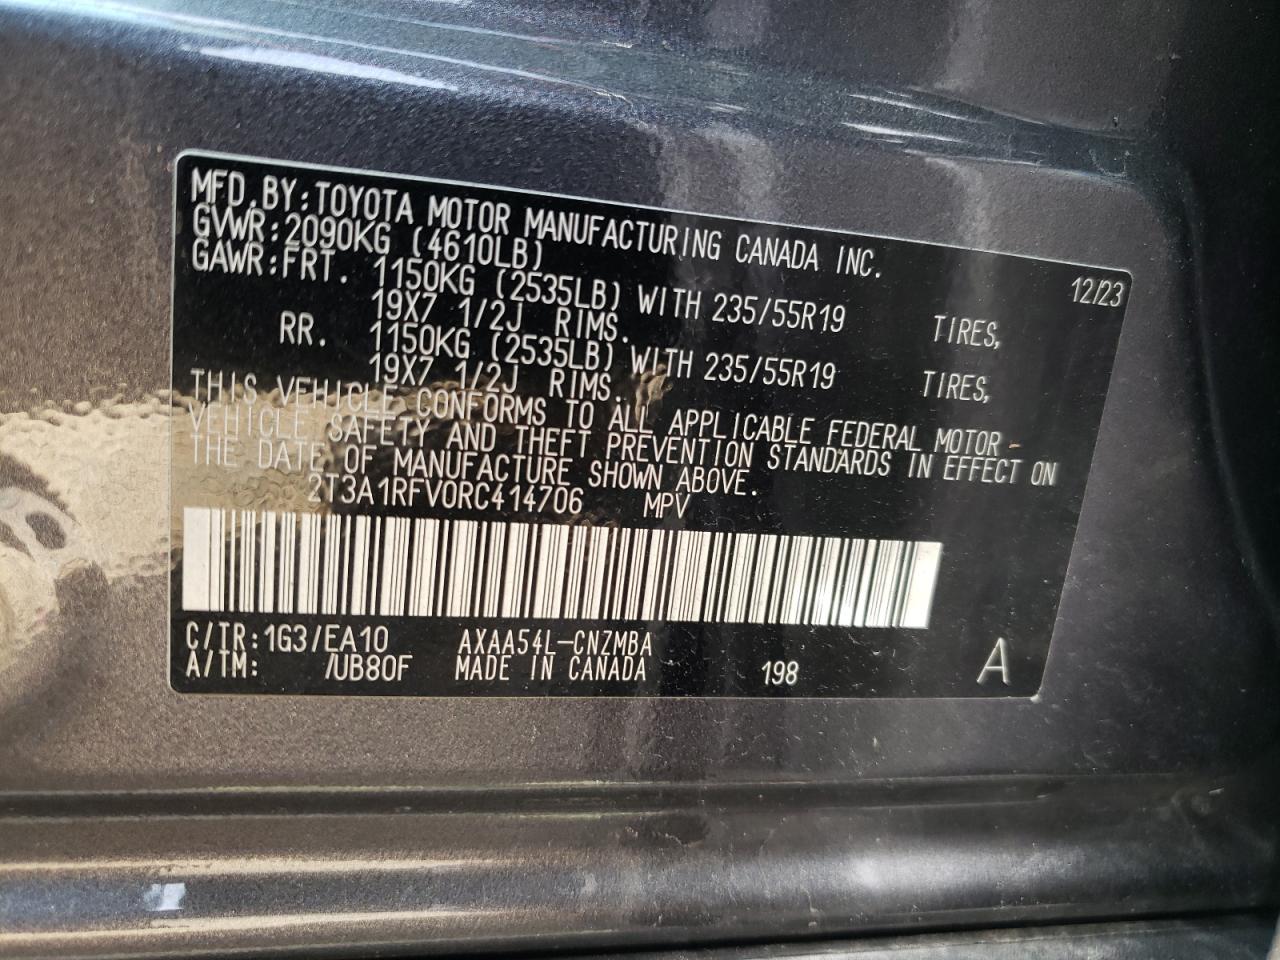 MFD.BY:TOYOTA MOTOR MANUFACTURING CANADA INC.
GVWR:2090KG (4610LB) 12/23
GAWR:FRT. 1150KG (2535LB) WITH 235/55R19 TIRES,
19X7 1/2J RIMS.
RR. 1150KG (2535LB) WITH 235/55R19 TIRES,
19X7 1/2J RIMS.
THIS VEHICLE CONFORMS TO ALL APPLICABLE FEDERAL MOTOR
VEHICLE SAFETY AND THEFT PREVENTION STANDARDS IN EFFECT ON
THE DATE OF MANUFACTURE SHOWN ABOVE.
2T3A1RFV0RC414706 MPV
C/TR:1G3/EA10 AXAA54L-CNZMBA
A/TM: /UB80F MADE IN CANADA 198 A